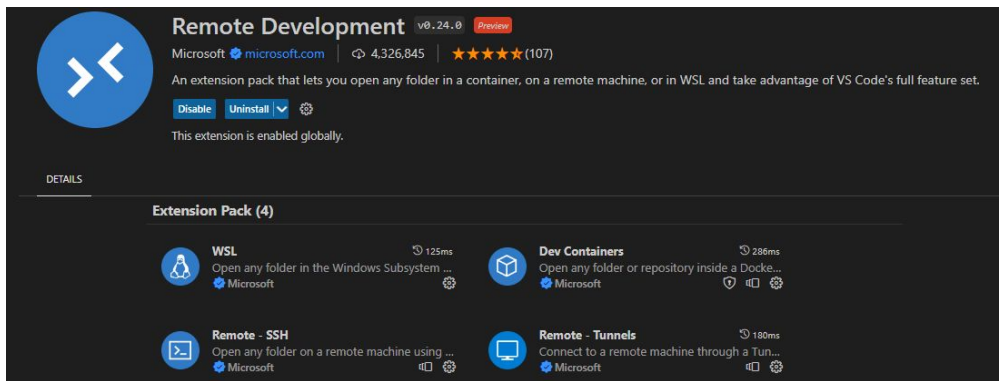 Remote Development v0.24.0 Preview
Microsoft microsoft.com 4,326,845 (107)
An extension pack that lets you open any folder in a container, on a remote machine, or in WSL and take advantage of VS Code's full feature set.
Disable Uninstall
This extension is enabled globally.
DETAILS
Extension Pack (4)
WSL 125ms
Open any folder in the Windows Subsystem ...
Microsoft
Dev Containers 286ms
Open any folder or repository inside a Docke...
Microsoft
Remote - SSH
Open any folder on a remote machine using ...
Microsoft
Remote - Tunnels 180ms
Connect to a remote machine through a Tun...
Microsoft